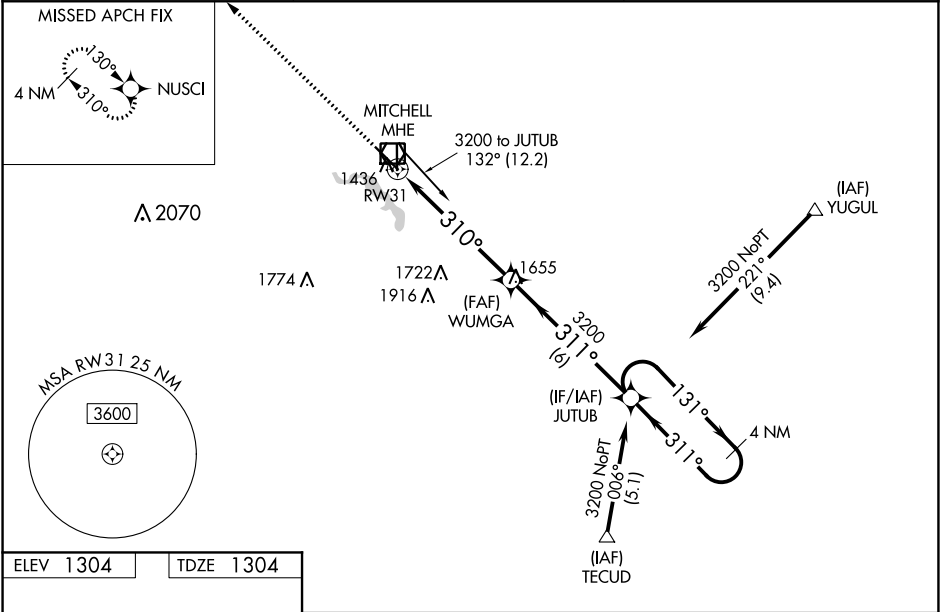 MISSED APCH FIX
130°
4 NM
NUSCI
310°
MITCHELL
MHE
3200 to JUTUB
132° (12.2)
1436
RW31
2070
310°
(IAF)
YUGUL
3200 NoPT
221°
(9.4)
1774
1722
1655
1916
(FAF)
WUMGA
3200
311°
(6)
MSA RW31 25 NM
3600
(IF/IAF)
JUTUB
131°
4 NM
311°
3200 NoPT
006°
(5.1)
(IAF)
TECUD
ELEV 1304
TDZE 1304